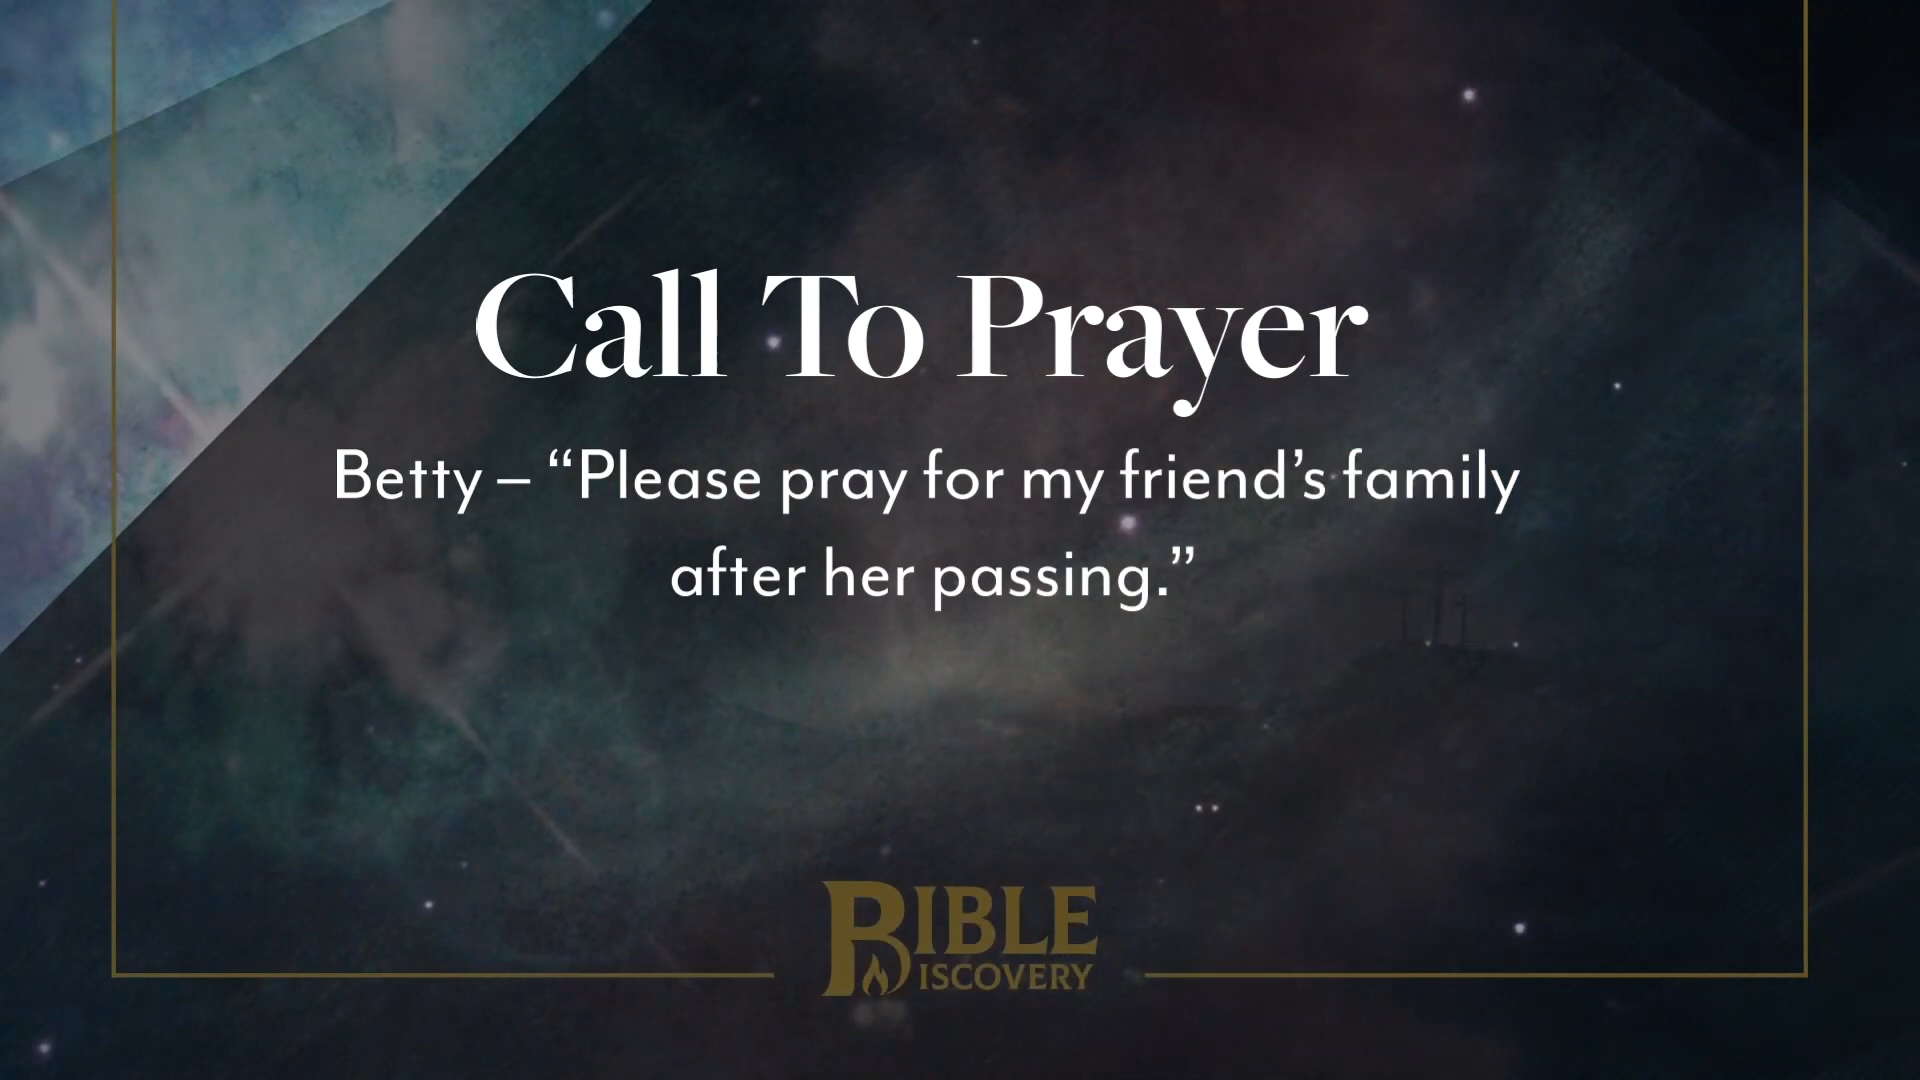 Call To Prayer
Betty – “Please pray for my friend’s family
after her passing.”
BIBLE
DISCOVERY